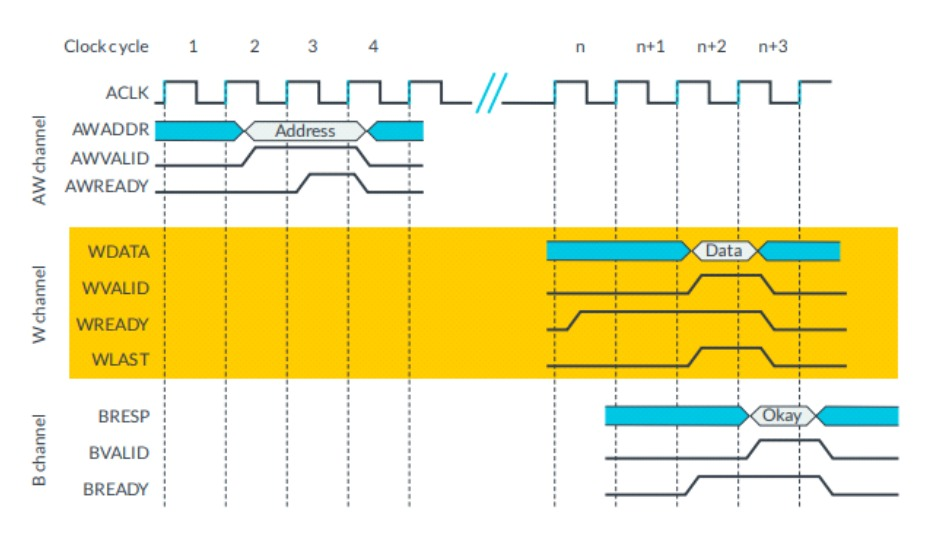 Clock cycle 1 2 3 4 n n+1 n+2 n+3
ACLK
AW channel
AWADDR Address
AWVALID
AWREADY
W channel
WDATA Data
WVALID
WREADY
WLAST
B channel
BRESP Okay
BVALID
BREADY